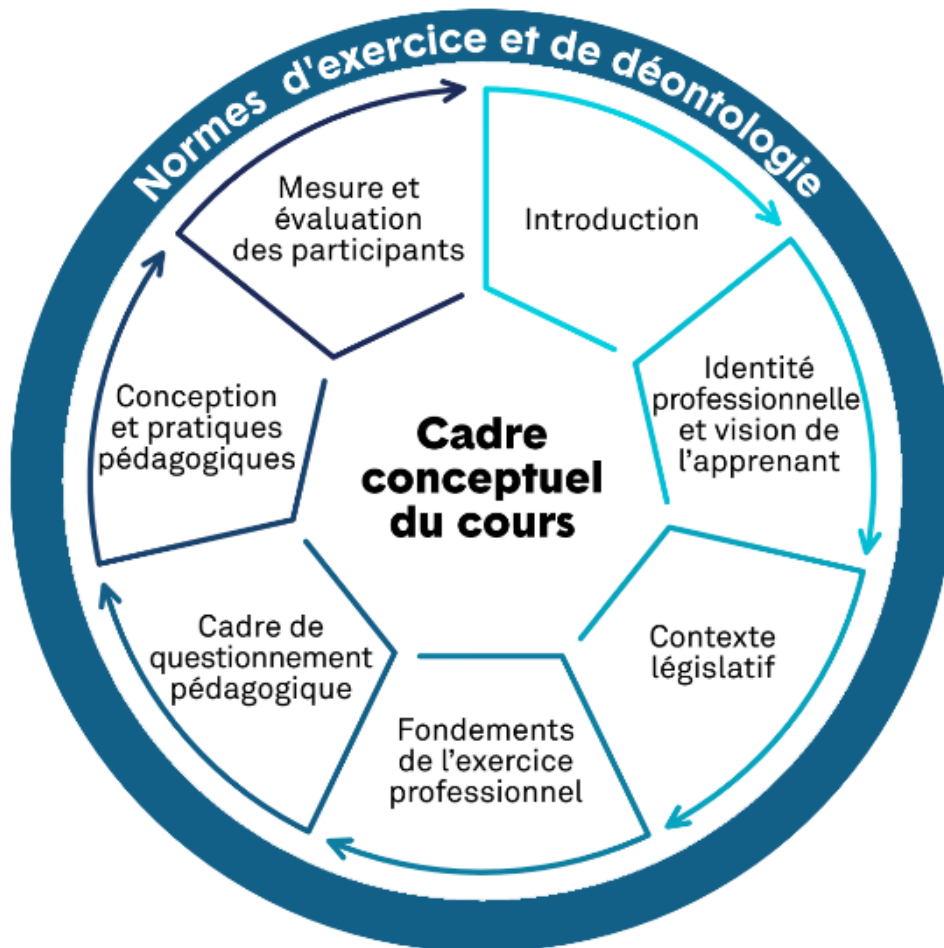 Normes d'exercice et de déontologie
Mesure et
évaluation
des participants
Introduction
Identité
professionnelle
et vision de
l’apprenant
Contexte
législatif
Fondements
de l’exercice
professionnel
Cadre de
questionnement
pédagogique
Conception
et pratiques
pédagogiques
Cadre
conceptuel
du cours